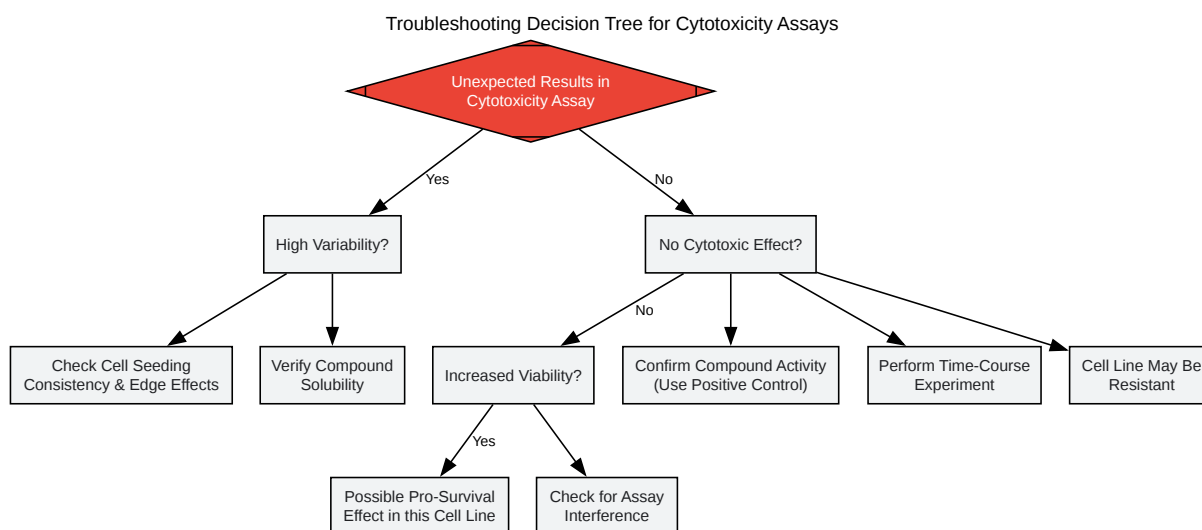 Troubleshooting Decision Tree for Cytotoxicity Assays
Unexpected Results in
Cytotoxicity Assay
Yes
No
High Variability?
No Cytotoxic Effect?
No
Check Cell Seeding
Consistency & Edge Effects
Verify Compound
Solubility
Increased Viability?
Confirm Compound Activity
(Use Positive Control)
Perform Time-Course
Experiment
Cell Line May Be
Resistant
Yes
Possible Pro-Survival
Effect in this Cell Line
Check for Assay
Interference